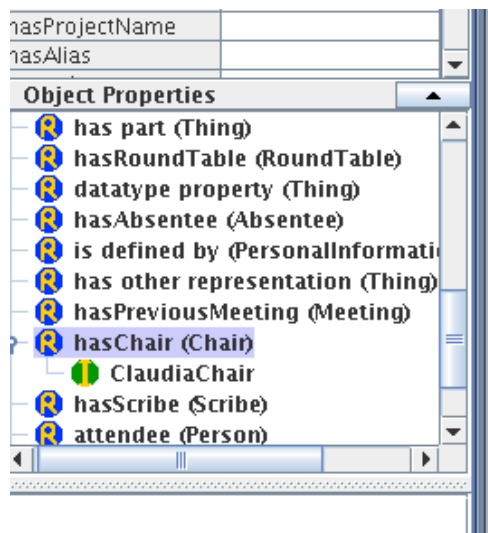 hasProjectName
hasAlias
Object Properties
R has part (Thing)
R hasRoundTable (RoundTable)
R datatype property (Thing)
R hasAbsentee (Absentee)
R is defined by (PersonalInformati
R has other representation (Thing)
R hasPreviousMeeting (Meeting)
R hasChair (Chair)
I ClaudiaChair
R hasScribe (Scribe)
R attendee (Person)